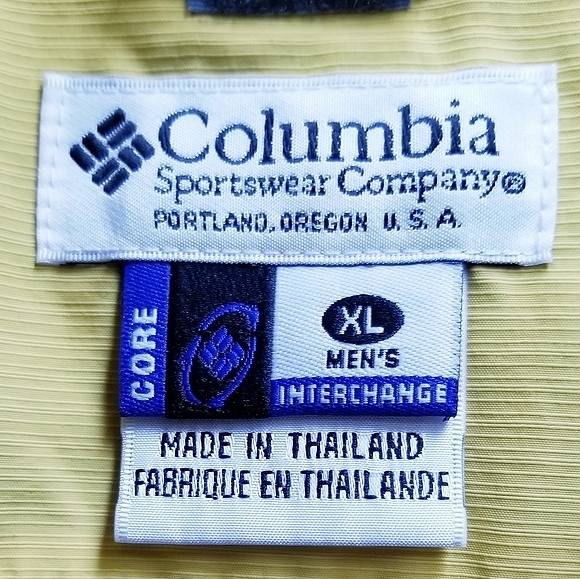 Columbia
Sportswear Company®
PORTLAND, OREGON U.S.A.
CORE
XL
MEN'S
INTERCHANGE
MADE IN THAILAND
FABRIQUE EN THAILANDE